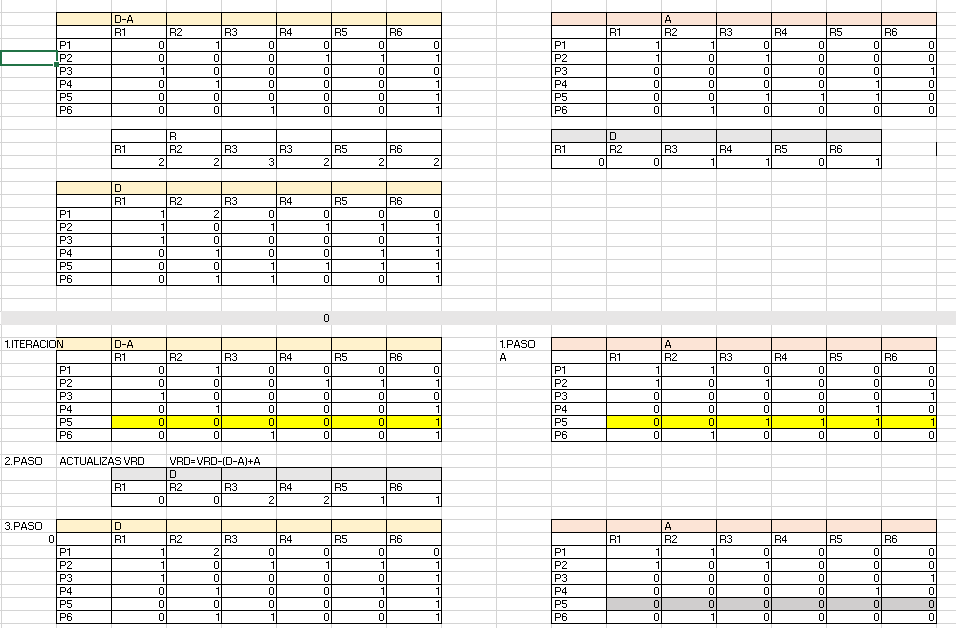 D-A A
R1 R2 R3 R4 R5 R6 R1 R2 R3 R4 R5 R6
P1 0 1 0 0 0 0 P1 1 1 0 0 0 0
P2 0 0 0 1 1 1 P2 1 0 1 0 0 0
P3 1 0 0 0 0 0 P3 0 0 0 0 0 1
P4 0 1 0 0 0 1 P4 0 0 0 0 1 0
P5 0 0 0 0 0 1 P5 0 0 1 1 1 0
P6 0 0 1 0 0 1 P6 0 1 0 0 0 0
R D
R1 R2 R3 R3 R5 R6 R1 R2 R3 R4 R5 R6
2 2 3 2 2 2 0 0 1 1 0 1
D
R1 R2 R3 R4 R5 R6
P1 1 2 0 0 0 0
P2 1 0 1 1 1 1
P3 1 0 0 0 0 1
P4 0 1 0 0 1 1
P5 0 0 1 1 1 1
P6 0 1 1 0 0 1
0
1.ITERACION D-A 1.PASO A
R1 R2 R3 R4 R5 R6 A R1 R2 R3 R4 R5 R6
P1 0 1 0 0 0 0 P1 1 1 0 0 0 0
P2 0 0 0 1 1 1 P2 1 0 1 0 0 0
P3 1 0 0 0 0 0 P3 0 0 0 0 0 1
P4 0 1 0 0 0 1 P4 0 0 0 0 1 0
P5 0 0 0 0 0 1 P5 0 0 1 1 1 1
P6 0 0 1 0 0 1 P6 0 1 0 0 0 0
2.PASO ACTUALIZAS VRD VRD=VRD-(D-A)+A
D
R1 R2 R3 R4 R5 R6
0 0 2 2 1 1
3.PASO D A
0 R1 R2 R3 R4 R5 R6 R1 R2 R3 R4 R5 R6
P1 1 2 0 0 0 0 P1 1 1 0 0 0 0
P2 1 0 1 1 1 1 P2 1 0 1 0 0 0
P3 1 0 0 0 0 1 P3 0 0 0 0 0 1
P4 0 1 0 0 1 1 P4 0 0 0 0 1 0
P5 0 0 0 0 0 1 P5 0 0 0 0 0 0
P6 0 1 1 0 0 1 P6 0 1 0 0 0 0